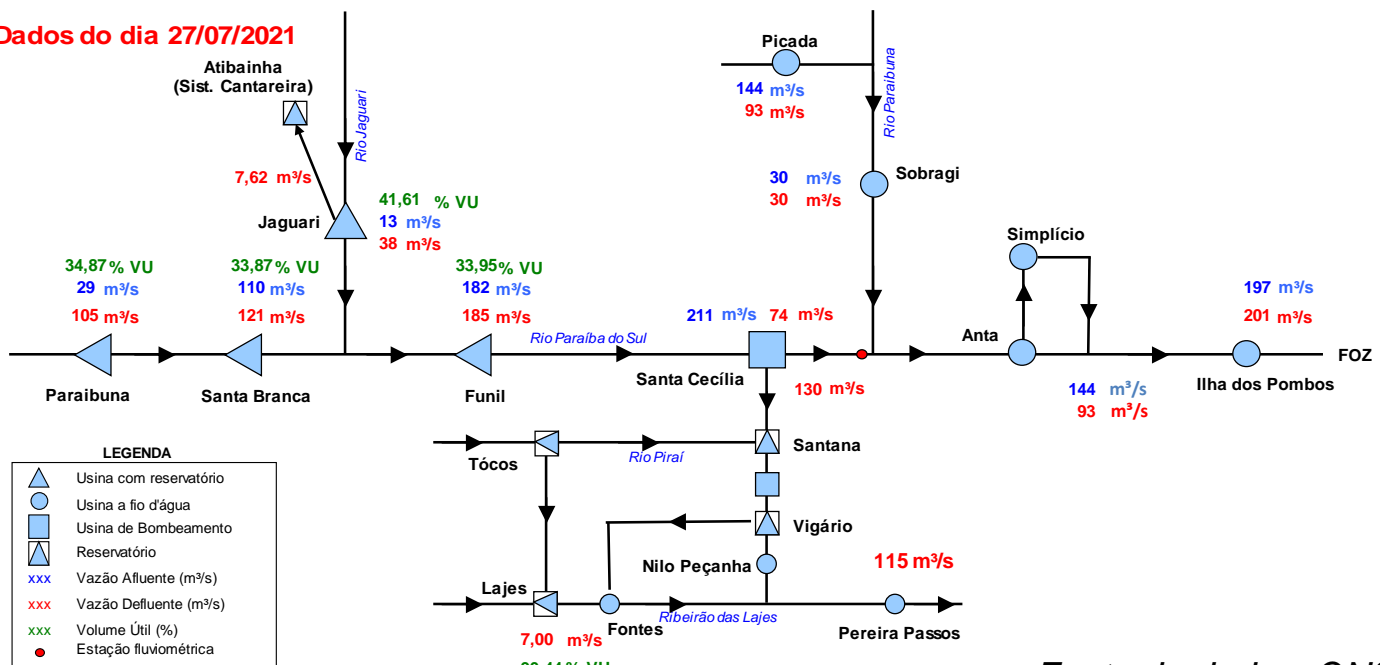 Dados do dia 27/07/2021
Atibainha
(Sist. Cantareira)
Rio Jaguari
7,62 m³/s
Jaguari
41,61 % VU
13 m³/s
38 m³/s
Picada
144 m³/s
93 m³/s
Rio Paraibuna
30 m³/s
30 m³/s
Sobragi
34,87 % VU
29 m³/s
105 m³/s
Paraibuna
33,87 % VU
110 m³/s
121 m³/s
Santa Branca
33,95 % VU
182 m³/s
185 m³/s
Funil
Rio Paraíba do Sul
211 m³/s 74 m³/s
Santa Cecília
130 m³/s
Simplício
Anta
144 m³/s
93 m³/s
197 m³/s
201 m³/s
Ilha dos Pombos
FOZ
Tócos
Rio Piraí
Santana
Vigário
Nilo Peçanha
115 m³/s
Lajes
Fontes
Ribeirão das Lajes
Pereira Passos
7,00 m³/s
LEGENDA
Usina com reservatório
Usina a fio d'água
Usina de Bombeamento
Reservatório
xxx Vazão Afluente (m³/s)
xxx Vazão Defluente (m³/s)
xxx Volume Útil (%)
Estação fluviométrica